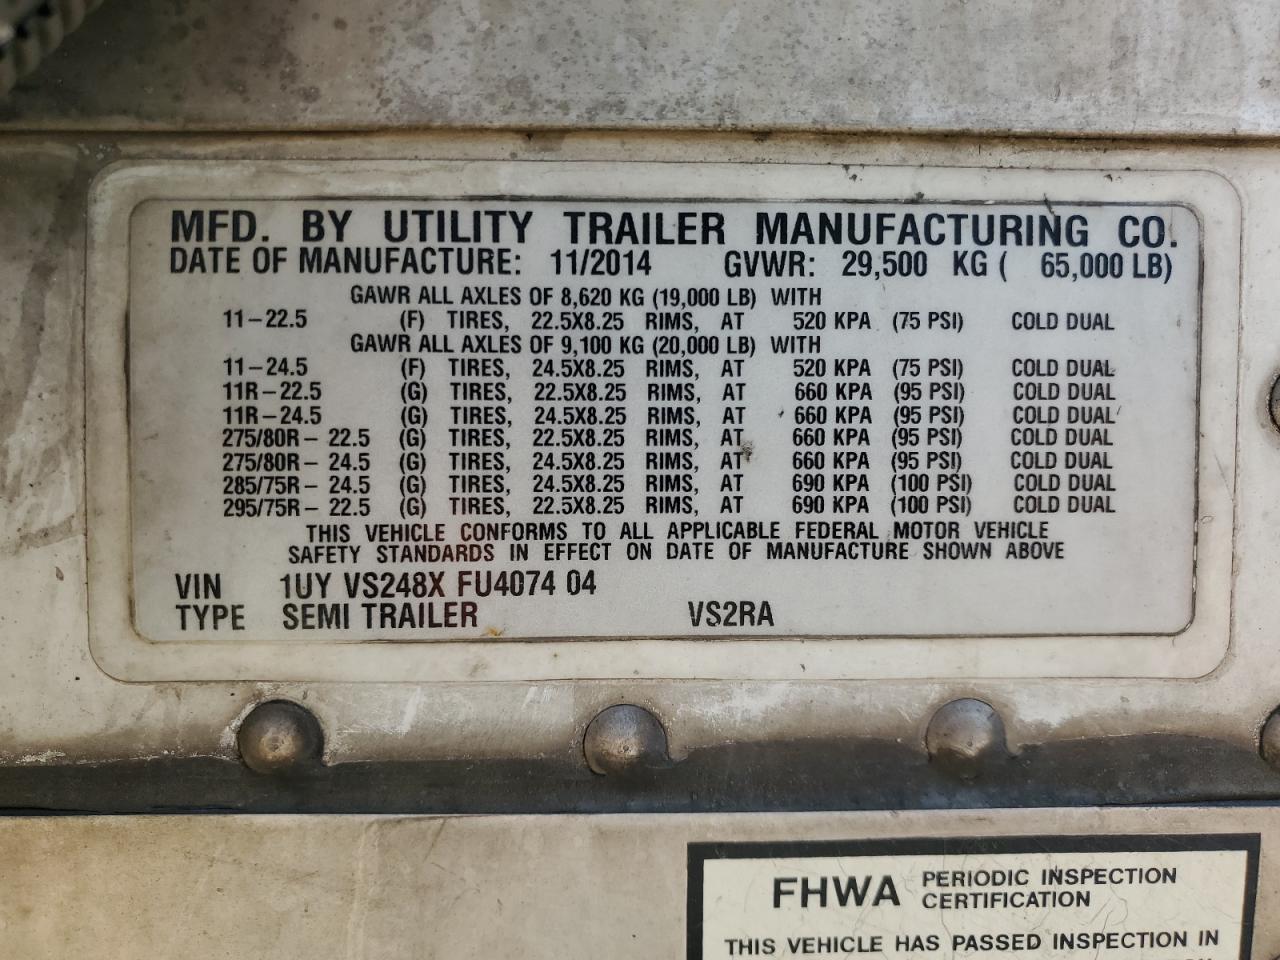 MFD. BY UTILITY TRAILER MANUFACTURING CO.
DATE OF MANUFACTURE: 11/2014 GVWR: 29,500 KG ( 65,000 LB)
GAWR ALL AXLES OF 8,620 KG (19,000 LB) WITH
11-22.5 (F) TIRES, 22.5X8.25 RIMS, AT 520 KPA (75 PSI) COLD DUAL
GAWR ALL AXLES OF 9,100 KG (20,000 LB) WITH
11-24.5 (F) TIRES, 24.5X8.25 RIMS, AT 520 KPA (75 PSI) COLD DUAL
11R-22.5 (G) TIRES, 22.5X8.25 RIMS, AT 660 KPA (95 PSI) COLD DUAL
11R-24.5 (G) TIRES, 24.5X8.25 RIMS, AT 660 KPA (95 PSI) COLD DUAL
275/80R- 22.5 (G) TIRES, 22.5X8.25 RIMS, AT 660 KPA (95 PSI) COLD DUAL
275/80R- 24.5 (G) TIRES, 24.5X8.25 RIMS, AT 660 KPA (95 PSI) COLD DUAL
285/75R- 24.5 (G) TIRES, 24.5X8.25 RIMS, AT 690 KPA (100 PSI) COLD DUAL
295/75R- 22.5 (G) TIRES, 22.5X8.25 RIMS, AT 690 KPA (100 PSI) COLD DUAL
THIS VEHICLE CONFORMS TO ALL APPLICABLE FEDERAL MOTOR VEHICLE
SAFETY STANDARDS IN EFFECT ON DATE OF MANUFACTURE SHOWN ABOVE
VIN 1UY VS248X FU4074 04
TYPE SEMI TRAILER VS2RA
FHWA PERIODIC INSPECTION
CERTIFICATION
THIS VEHICLE HAS PASSED INSPECTION IN